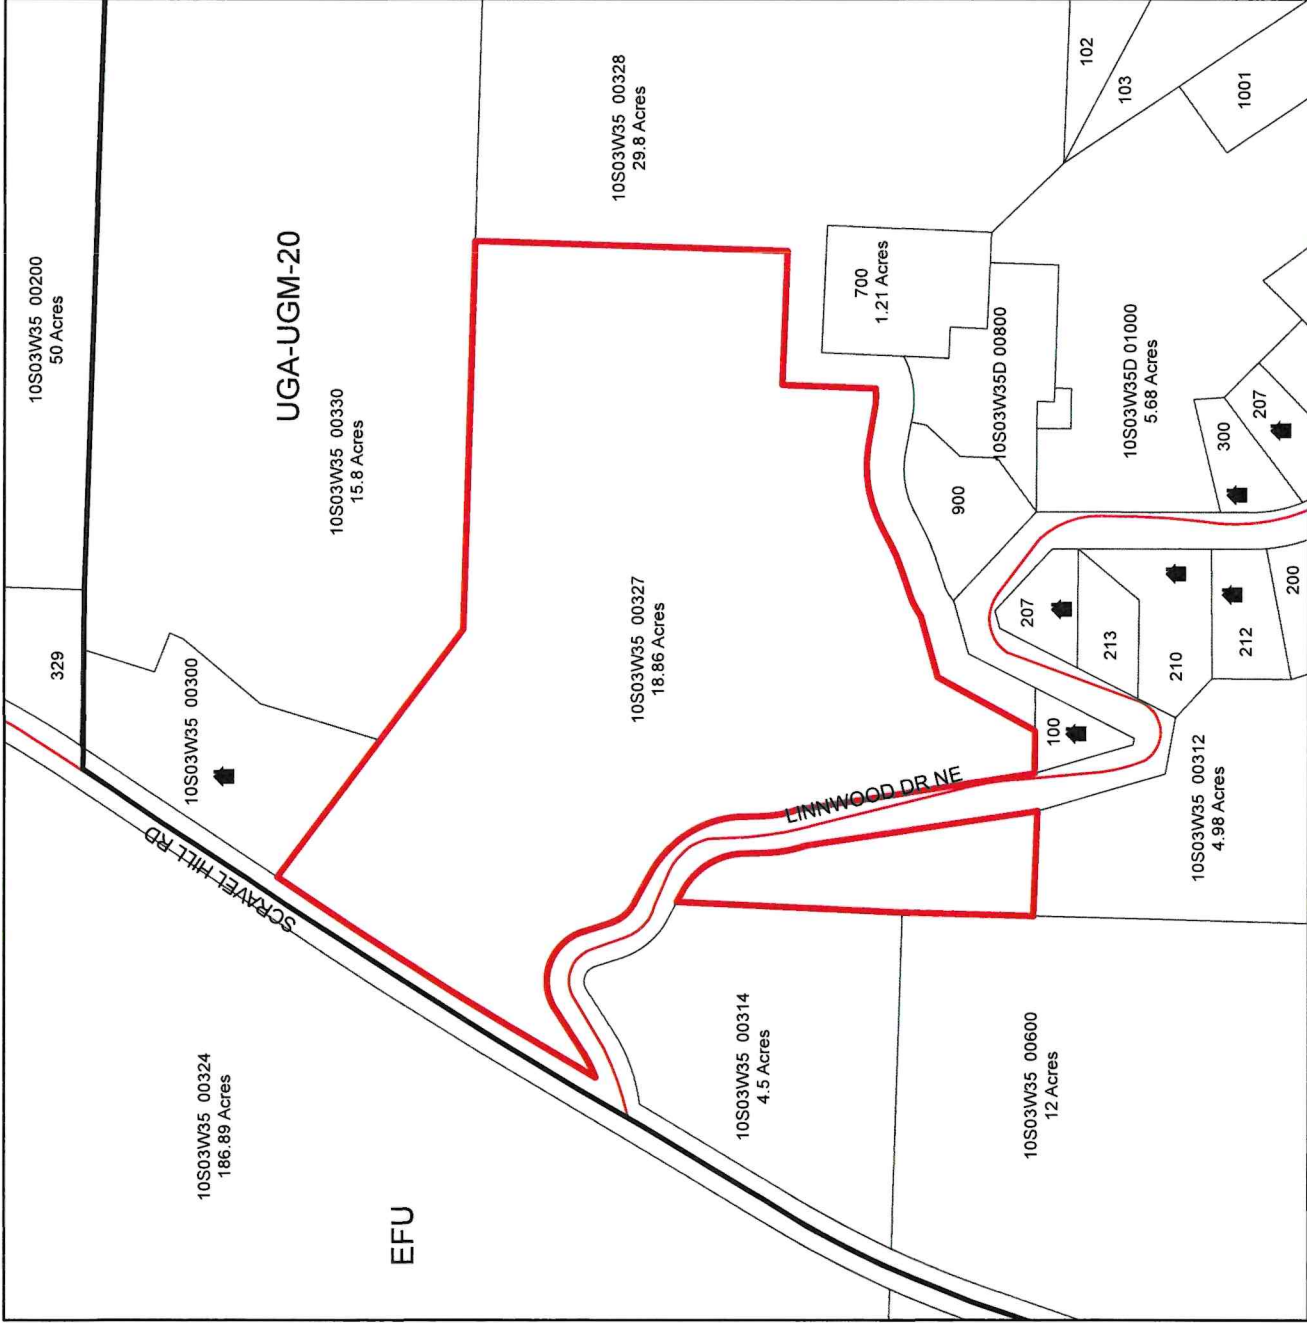 10S03W35 00200
50 Acres
329
10S03W35 00300
UGA-UGM-20
10S03W35 00330
15.8 Acres
10S03W35 00328
29.8 Acres
102
103
1001
SCRAVEL HILL RD
10S03W35 00324
186.89 Acres
EFU
10S03W35 00327
18.86 Acres
LINNWOOD DR NE
700
1.21 Acres
10S03W35D 00800
900
10S03W35D 01000
5.68 Acres
300
207
207
213
210
212
200
100
10S03W35 00312
4.98 Acres
10S03W35 00314
4.5 Acres
10S03W35 00600
12 Acres